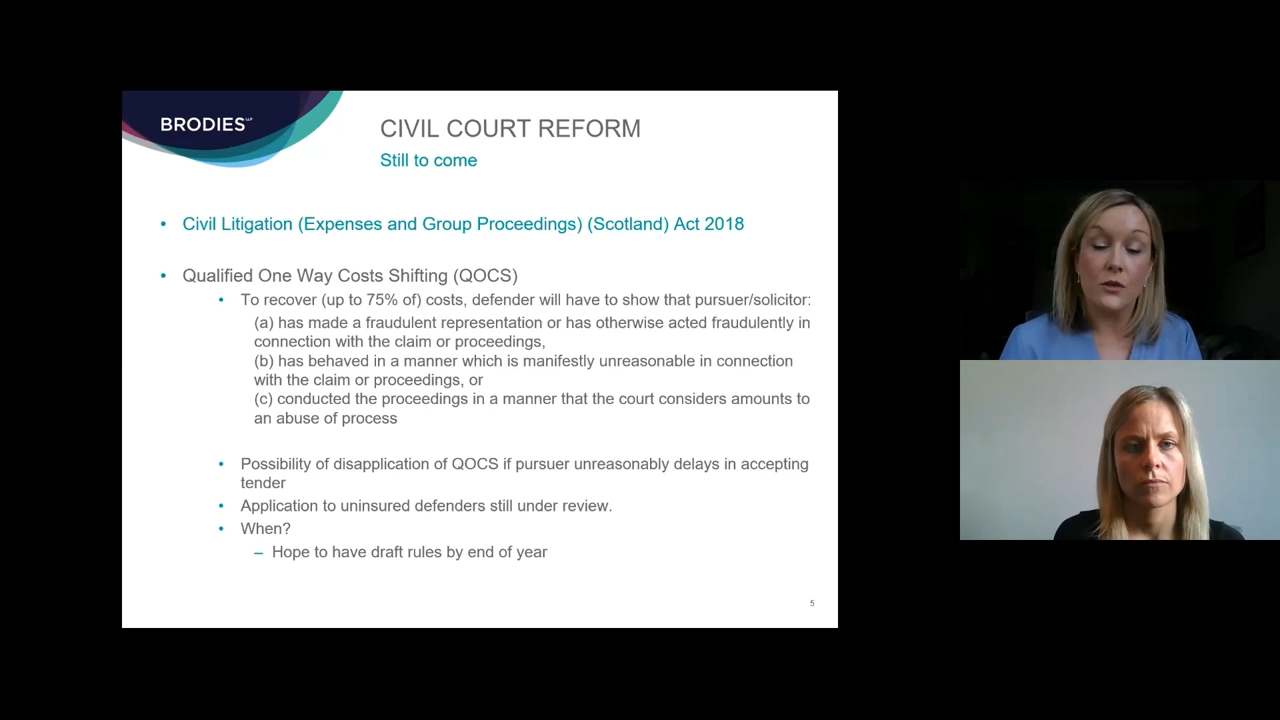 BRODIES LLP
CIVIL COURT REFORM
Still to come
• Civil Litigation (Expenses and Group Proceedings) (Scotland) Act 2018
• Qualified One Way Costs Shifting (QOCS)
• To recover (up to 75% of) costs, defender will have to show that pursuer/solicitor:
(a) has made a fraudulent representation or has otherwise acted fraudulently in
connection with the claim or proceedings,
(b) has behaved in a manner which is manifestly unreasonable in connection
with the claim or proceedings, or
(c) conducted the proceedings in a manner that the court considers amounts to
an abuse of process
• Possibility of disapplication of QOCS if pursuer unreasonably delays in accepting
tender
• Application to uninsured defenders still under review.
• When?
– Hope to have draft rules by end of year
5